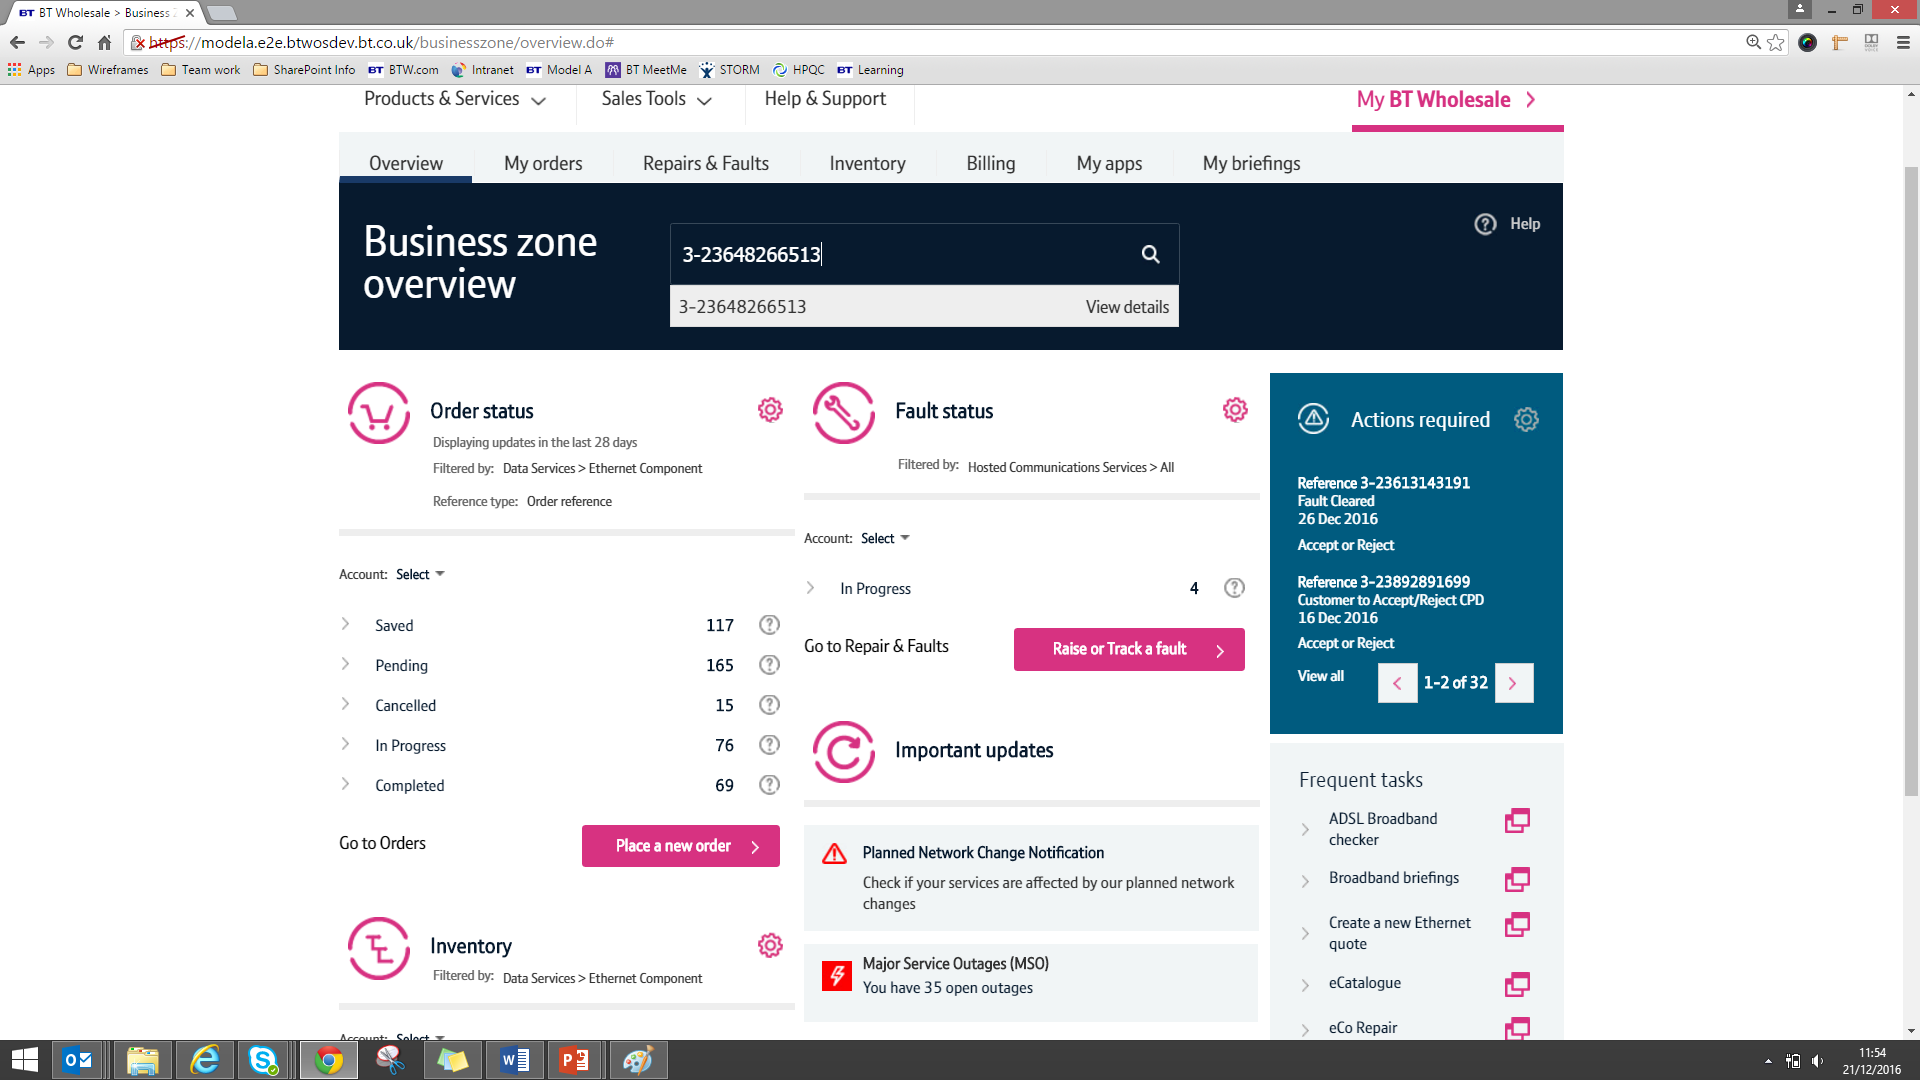 BT BT Wholesale > Business Z
https://modela.e2e.btwosdev.bt.co.uk/businesszone/overview.do#
Apps Wireframes Team work SharePoint Info BT BTW.com Intranet BT Model A BT MeetMe STORM HPQC BT Learning
Products & Services Sales Tools Help & Support My BT Wholesale
Overview My orders Repairs & Faults Inventory Billing My apps My briefings
Business zone
overview
3-23648266513
3-23648266513 View details
Help
Order status
Displaying updates in the last 28 days
Filtered by: Data Services > Ethernet Component
Reference type: Order reference
Account: Select
Saved 117
Pending 165
Cancelled 15
In Progress 76
Completed 69
Go to Orders Place a new order
Inventory
Filtered by: Data Services > Ethernet Component
Account: Select
Fault status
Filtered by: Hosted Communications Services > All
Account: Select
In Progress 4
Go to Repair & Faults Raise or Track a fault
Important updates
Planned Network Change Notification
Check if your services are affected by our planned network
changes
Major Service Outages (MSO)
You have 35 open outages
Actions required
Reference 3-23613143191
Fault Cleared
26 Dec 2016
Accept or Reject
Reference 3-23892891699
Customer to Accept/Reject CPD
16 Dec 2016
Accept or Reject
View all 1-2 of 32
Frequent tasks
ADSL Broadband
checker
Broadband briefings
Create a new Ethernet
quote
eCatalogue
eCo Repair
11:54
21/12/2016